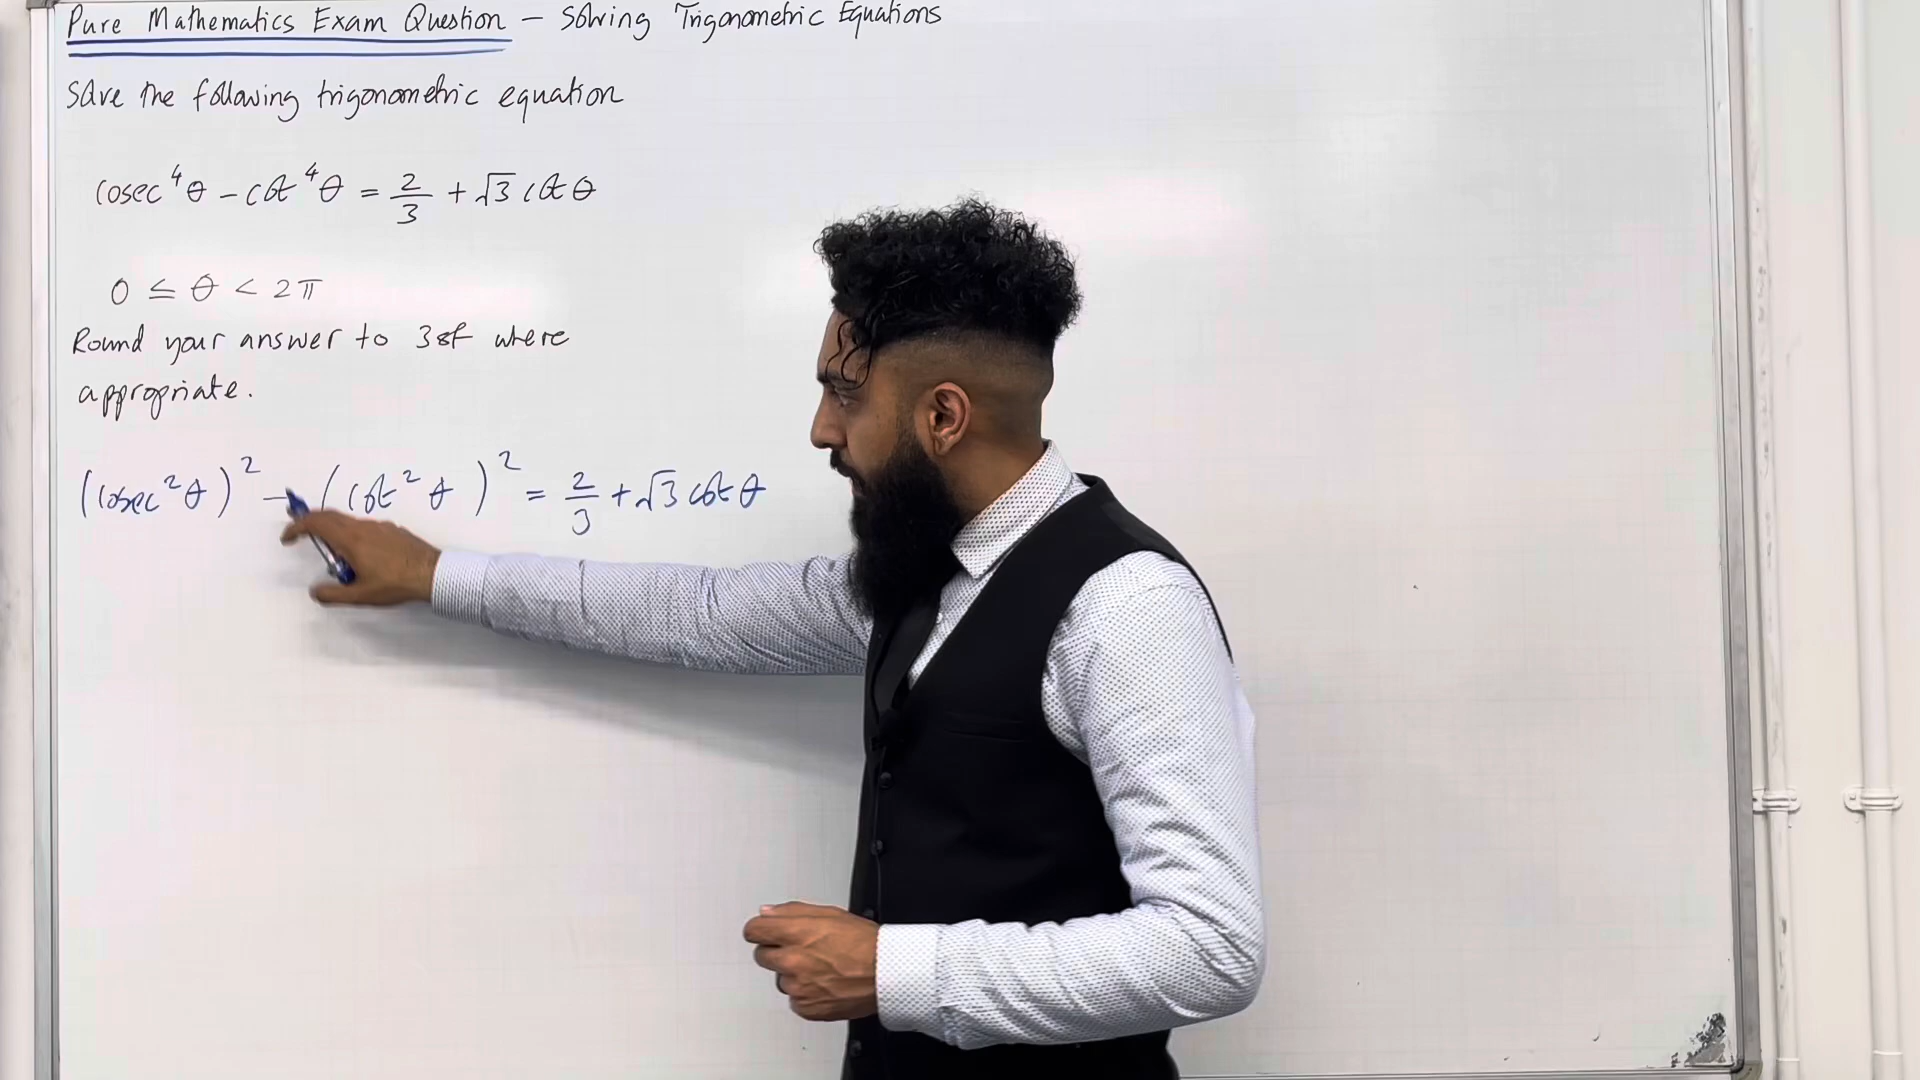 Pure Mathematics Exam Question – Solving Trigonometric Equations
Solve the following trigonometric equation
cosec⁴θ − cot⁴θ = 2/3 + √3 cot θ
0 ≤ θ < 2π
Round your answer to 3sf where
appropriate.
(cosec²θ)² − (cot²θ)² = 2/3 + √3 cot θ